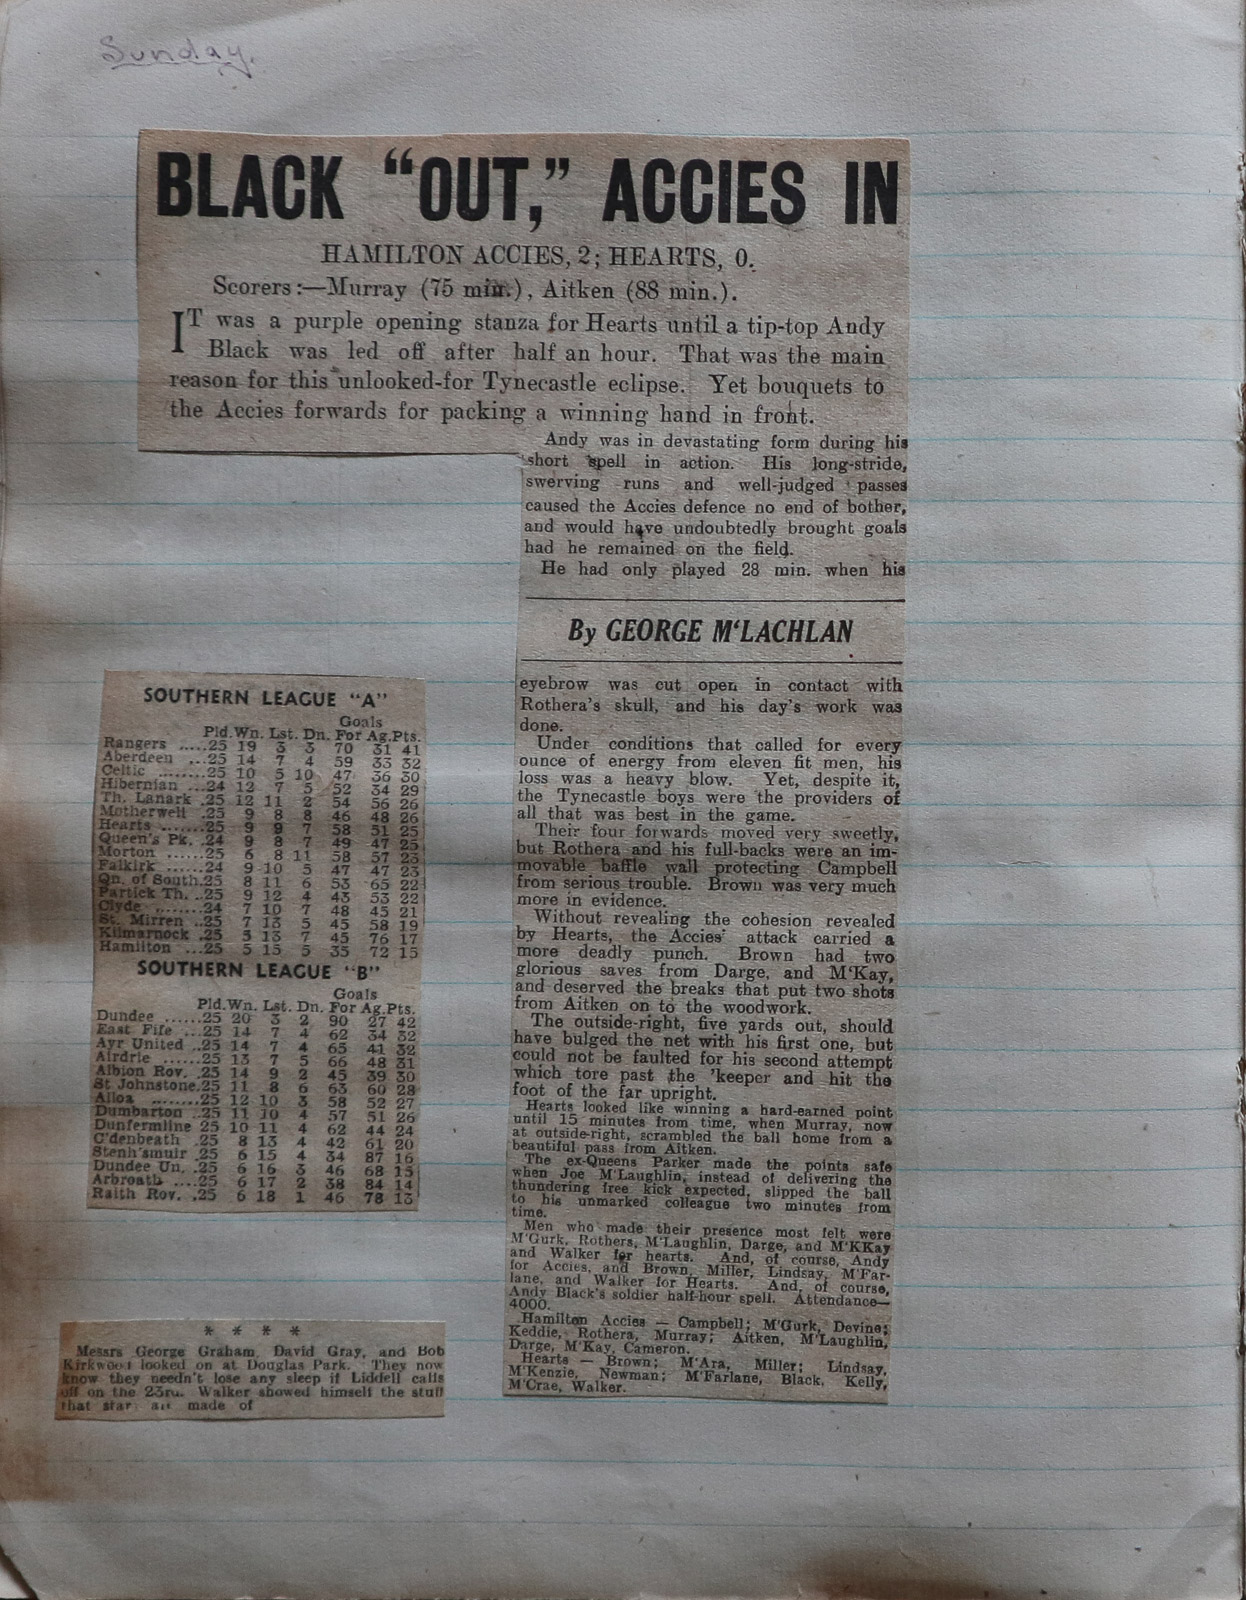 Sunday.
BLACK "OUT," ACCIES IN
HAMILTON ACCIES, 2; HEARTS, 0.
Scorers:—Murray (75 min.), Aitken (88 min.).
IT was a purple opening stanza for Hearts until a tip-top Andy
Black was led off after half an hour. That was the main
reason for this unlooked-for Tynecastle eclipse. Yet bouquets to
the Accies forwards for packing a winning hand in front.
Andy was in devastating form during his
short spell in action. His long-stride,
swerving runs and well-judged passes
caused the Accies defence no end of bother,
and would have undoubtedly brought goals
had he remained on the field.
He had only played 28 min. when his
By GEORGE M'LACHLAN
eyebrow was cut open in contact with
Rothera's skull, and his day's work was
done.
Under conditions that called for every
ounce of energy from eleven fit men, his
loss was a heavy blow. Yet, despite it,
the Tynecastle boys were the providers of
all that was best in the game.
Their four forwards moved very sweetly,
but Rothera and his full-backs were an im-
movable baffle wall protecting Campbell
from serious trouble. Brown was very much
more in evidence.
Without revealing the cohesion revealed
by Hearts, the Accies' attack carried a
more deadly punch. Brown had two
glorious saves from Darge, and M'Kay,
and deserved the breaks that put two shots
from Aitken on to the woodwork.
The outside-right, five yards out, should
have bulged the net with his first one, but
could not be faulted for his second attempt
which tore past the 'keeper and hit the
foot of the far upright.
Hearts looked like winning a hard-earned point
until 15 minutes from time, when Murray, now
at outside-right, scrambled the ball home from a
beautiful pass from Aitken.
The ex-Queens Parker made the points safe
when Joe M'Laughlin, instead of delivering the
thundering free kick expected, slipped the ball
to his unmarked colleague two minutes from
time.
Men who made their presence most felt were
M'Gurk, Rothers, M'Laughlin, Darge, and M'KKay
and Walker for hearts. And, of course, Andy
for Accies, and Brown, Miller, Lindsay, M'Far-
lane, and Walker for Hearts. And, of course,
Andy Black's soldier half-hour spell. Attendance—
4000.
Hamilton Accies — Campbell; M'Gurk, Devine;
Keddie, Rothera, Murray; Aitken, M'Laughlin,
Darge, M'Kay, Cameron.
Hearts — Brown; M'Ara, Miller; Lindsay,
M'Kenzie, Newman; M'Farlane, Black, Kelly,
M'Crae, Walker.
SOUTHERN LEAGUE "A"
Goals
Pld. Wn. Lst. Dn. For Ag. Pts.
Rangers .....25 19 3 3 70 31 41
Aberdeen ...25 14 7 4 59 33 32
Celtic ........25 10 5 10 47 36 30
Hibernian ...24 12 7 5 52 34 29
Th. Lanark .25 12 11 2 54 56 26
Motherwell .25 9 8 8 46 48 26
Hearts .......25 9 9 7 58 51 25
Queen's Pk. .24 9 8 7 49 47 25
Morton ......25 6 8 11 58 57 23
Falkirk ......24 9 10 5 47 47 23
Qn. of South.25 8 11 6 53 65 22
Partick Th. ..25 9 12 4 43 53 22
Clyde ........24 7 10 7 48 45 21
St. Mirren ..25 7 13 5 45 58 19
Kilmarnock .25 5 13 7 45 76 17
Hamilton ...25 5 15 5 35 72 15
SOUTHERN LEAGUE "B"
Goals
Pld. Wn. Lst. Dn. For Ag. Pts.
Dundee ......25 20 3 2 90 27 42
East Fife ...25 14 7 4 62 34 32
Ayr United ..25 14 7 4 65 41 32
Airdrie ......25 13 7 5 66 48 31
Albion Rov. .25 14 9 2 45 39 30
St Johnstone.25 11 8 6 63 60 28
Alloa ........25 12 10 3 58 52 27
Dumbarton ..25 11 10 4 57 51 26
Dunfermline 25 10 11 4 62 44 24
C'denbeath .25 8 13 4 42 61 20
Stenh'smuir .25 6 15 4 34 87 16
Dundee Un. ..25 6 16 3 46 68 15
Arbroath ....25 6 17 2 38 84 14
Raith Rov. ..25 6 18 1 46 78 13
* * * *
Messrs George Graham, David Gray, and Bob
Kirkwood looked on at Douglas Park. They now
know they needn't lose any sleep if Liddell calls
off on the 23rd. Walker showed himself the stuff
that star made of